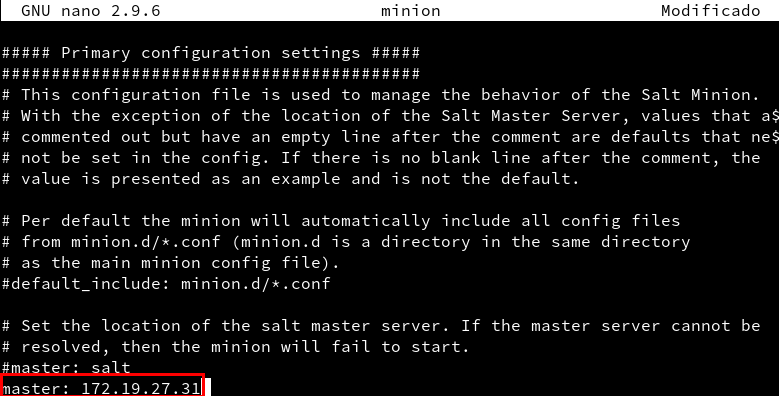 GNU nano 2.9.6 minion Modificado
##### Primary configuration settings #####
##########################################
# This configuration file is used to manage the behavior of the Salt Minion.
# With the exception of the location of the Salt Master Server, values that a$
# commented out but have an empty line after the comment are defaults that ne$
# not be set in the config. If there is no blank line after the comment, the
# value is presented as an example and is not the default.
# Per default the minion will automatically include all config files
# from minion.d/*.conf (minion.d is a directory in the same directory
# as the main minion config file).
#default_include: minion.d/*.conf
# Set the location of the salt master server. If the master server cannot be
# resolved, then the minion will fail to start.
#master: salt
master: 172.19.27.31